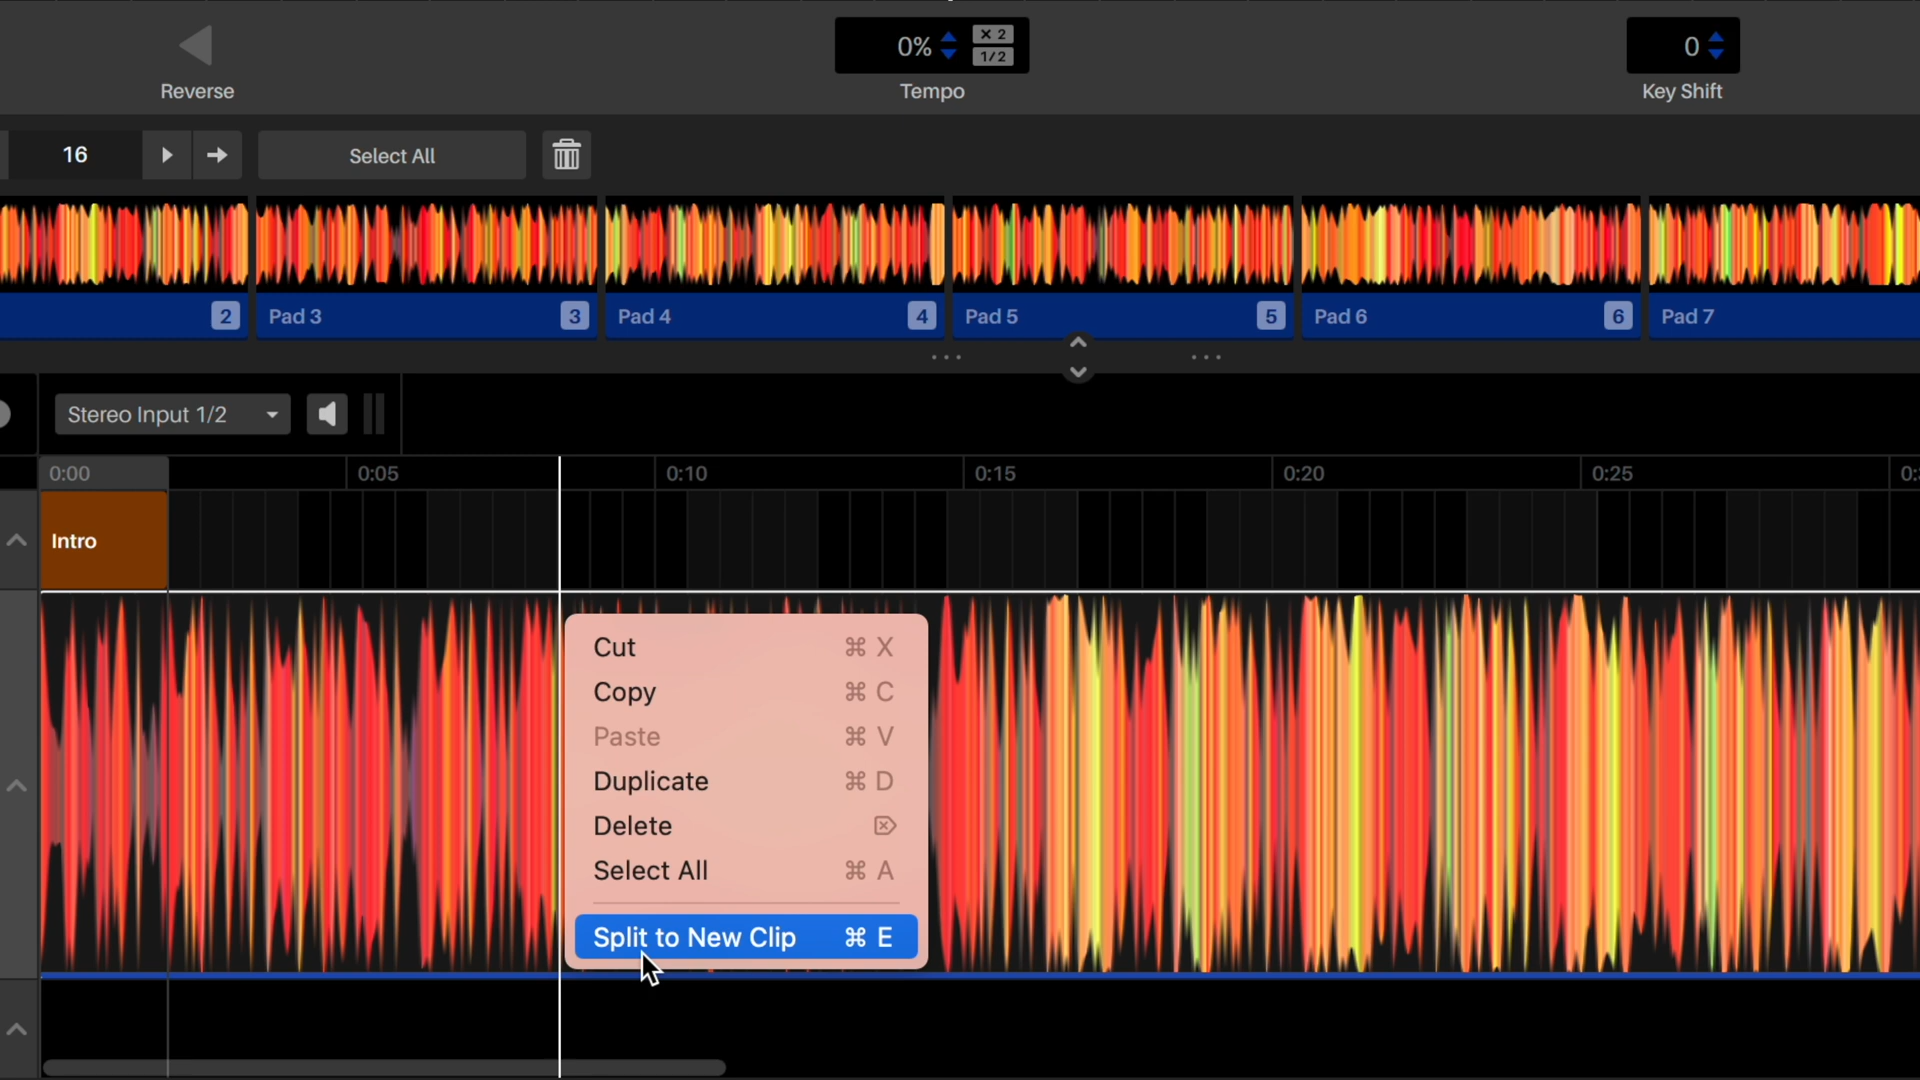 0%
× 2
1/2
0
Reverse
Tempo
Key Shift
16
Select All
2
Pad 3
3
Pad 4
4
Pad 5
5
Pad 6
6
Pad 7
Stereo Input 1/2
0:00
0:05
0:10
0:15
0:20
0:25
Intro
Cut ⌘ X
Copy ⌘ C
Paste ⌘ V
Duplicate ⌘ D
Delete ⌦
Select All ⌘ A
Split to New Clip ⌘ E